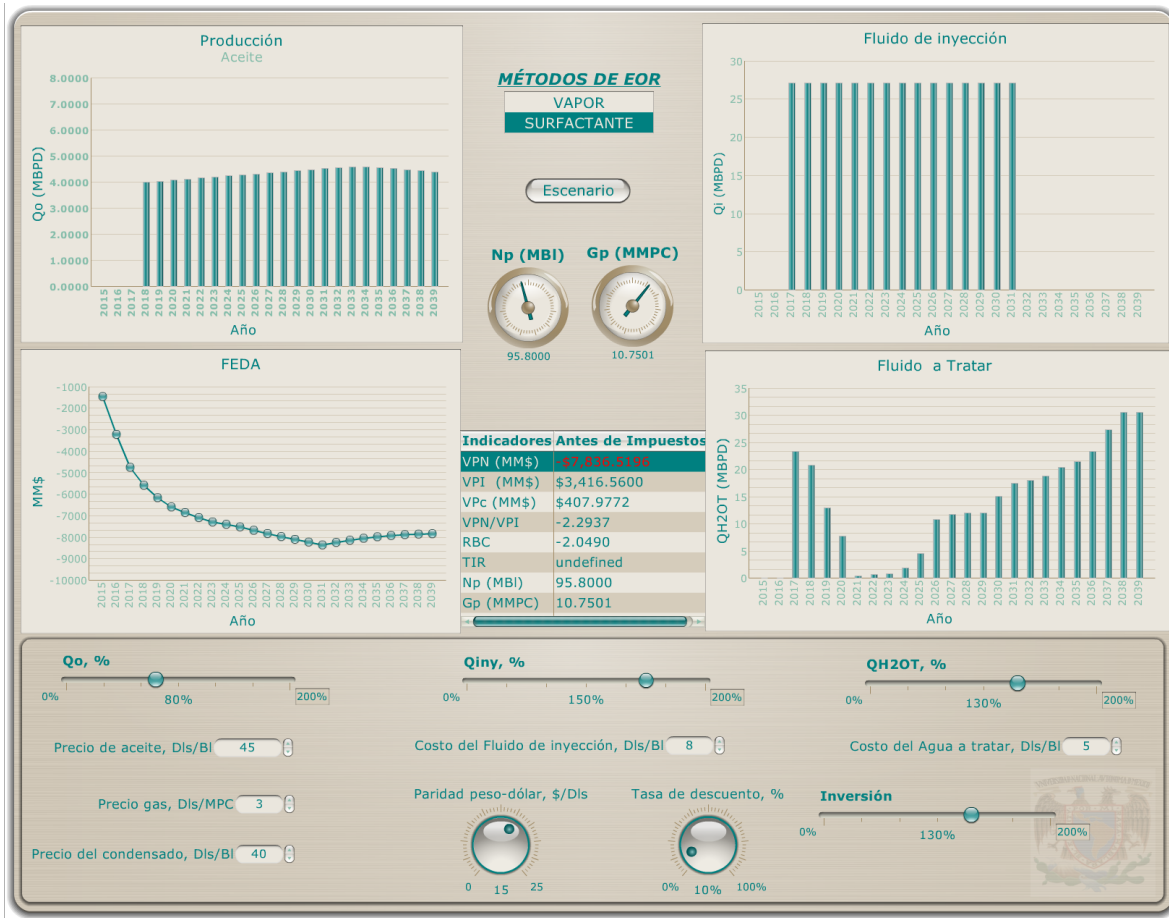 Producción
Aceite
8.0000
7.0000
6.0000
5.0000
4.0000
3.0000
2.0000
1.0000
0.0000
Qo (MBPD)
2015 2016 2017 2018 2019 2020 2021 2022 2023 2024 2025 2026 2027 2028 2029 2030 2031 2032 2033 2034 2035 2036 2037 2038 2039
Año
MÉTODOS DE EOR
VAPOR
SURFACTANTE
Escenario
Np (MBl)
95.8000
Gp (MMPC)
10.7501
Fluido de inyección
30
25
20
15
10
5
0
Qi (MBPD)
2015 2016 2017 2018 2019 2020 2021 2022 2023 2024 2025 2026 2027 2028 2029 2030 2031 2032 2033 2034 2035 2036 2037 2038 2039
Año
FEDA
-1000
-2000
-3000
-4000
-5000
-6000
-7000
-8000
-9000
-10000
MM$
2015 2016 2017 2018 2019 2020 2021 2022 2023 2024 2025 2026 2027 2028 2029 2030 2031 2032 2033 2034 2035 2036 2037 2038 2039
Año
Indicadores Antes de Impuestos
VPN (MM$) -$7,836.5196
VPI (MM$) $3,416.5600
VPc (MM$) $407.9772
VPN/VPI -2.2937
RBC -2.0490
TIR undefined
Np (MBl) 95.8000
Gp (MMPC) 10.7501
Fluido a Tratar
35
30
25
20
15
10
5
0
QH2OT (MBPD)
2015 2016 2017 2018 2019 2020 2021 2022 2023 2024 2025 2026 2027 2028 2029 2030 2031 2032 2033 2034 2035 2036 2037 2038 2039
Año
Qo, %
0% 80% 200%
Qiny, %
0% 150% 200%
QH2OT, %
0% 130% 200%
Precio de aceite, Dls/Bl 45
Costo del Fluido de inyección, Dls/Bl 8
Costo del Agua a tratar, Dls/Bl 5
Precio gas, Dls/MPC 3
Precio del condensado, Dls/Bl 40
Paridad peso-dólar, $/Dls
0 15 25
Tasa de descuento, %
0% 10% 100%
Inversión
0% 130% 200%